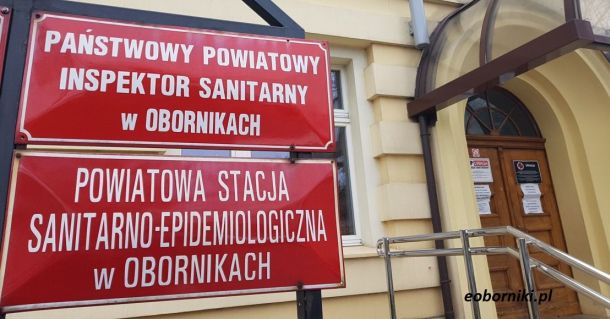 PAŃSTWOWY POWIATOWY
INSPEKTOR SANITARNY
w OBORNIKACH
POWIATOWA STACJA
SANITARNO-EPIDEMIOLOGICZNA
w OBORNIKACH
eoborniki.pl